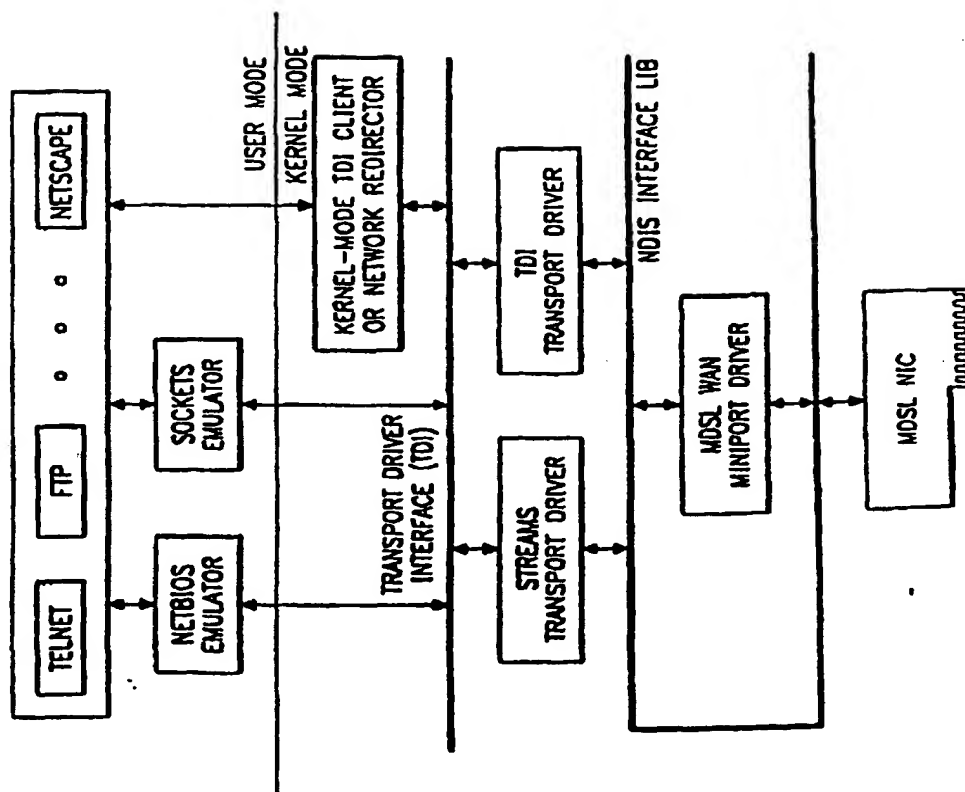 TELNET
FTP
NETSCAPE
NETBIOS
EMULATOR
SOCKETS
EMULATOR
USER MODE
KERNEL MODE
KERNEL-MODE TDI CLIENT
OR NETWORK REDIRECTOR
TRANSPORT DRIVER
INTERFACE (TDI)
STREAMS
TRANSPORT DRIVER
TDI
TRANSPORT DRIVER
NDIS INTERFACE LIB
MDSL WAN
MINIPORT DRIVER
MDSL NIC